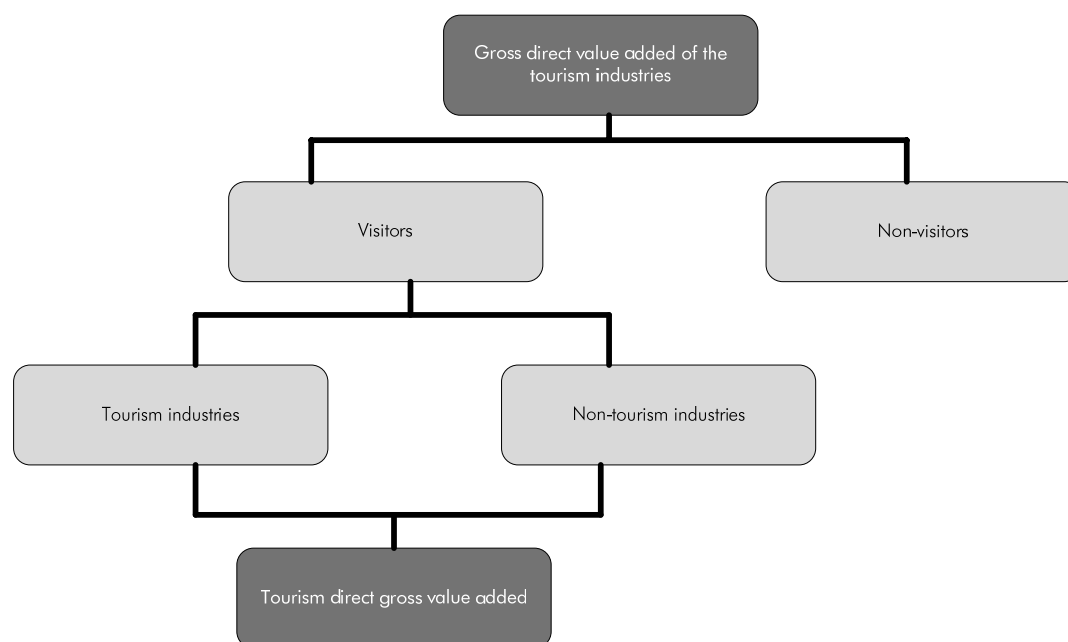 Gross direct value added of the
tourism industries
Visitors
Non-visitors
Tourism industries
Non-tourism industries
Tourism direct gross value added